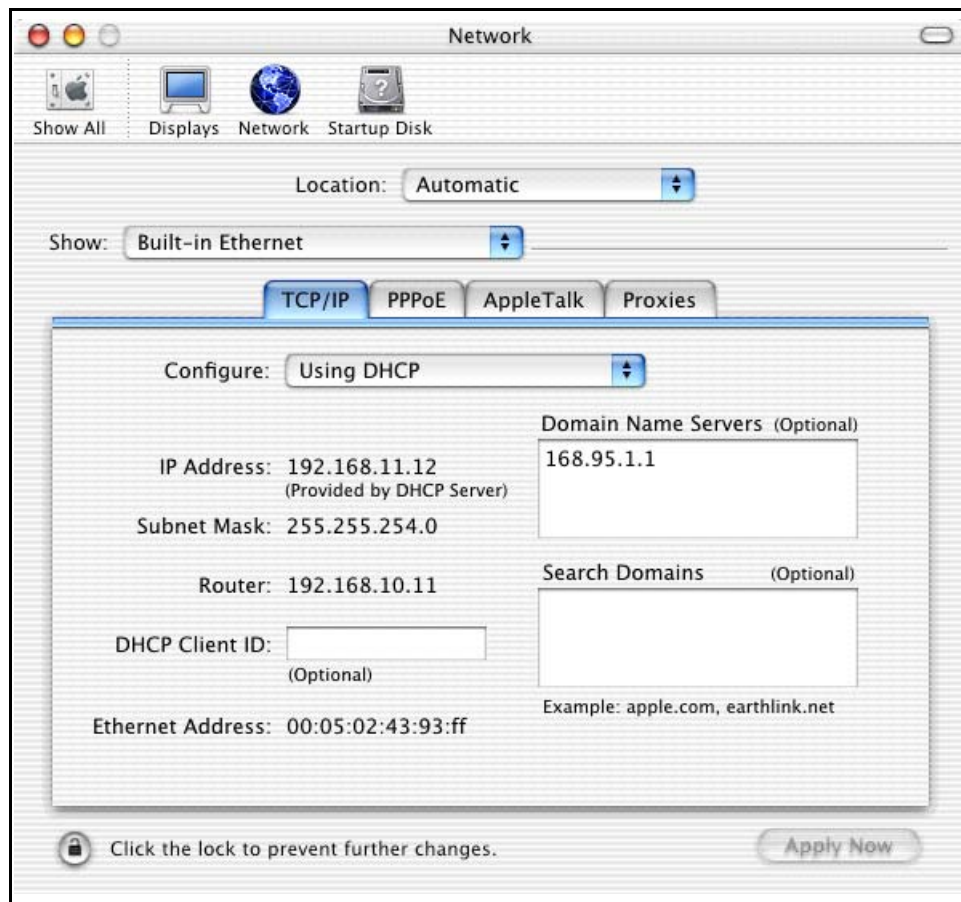 Network
Show All Displays Network Startup Disk
Location: Automatic
Show: Built-in Ethernet
TCP/IP PPPoE AppleTalk Proxies
Configure: Using DHCP
Domain Name Servers (Optional)
168.95.1.1
IP Address: 192.168.11.12
(Provided by DHCP Server)
Subnet Mask: 255.255.254.0
Router: 192.168.10.11
Search Domains (Optional)
DHCP Client ID:
(Optional)
Example: apple.com, earthlink.net
Ethernet Address: 00:05:02:43:93:ff
Click the lock to prevent further changes.
Apply Now